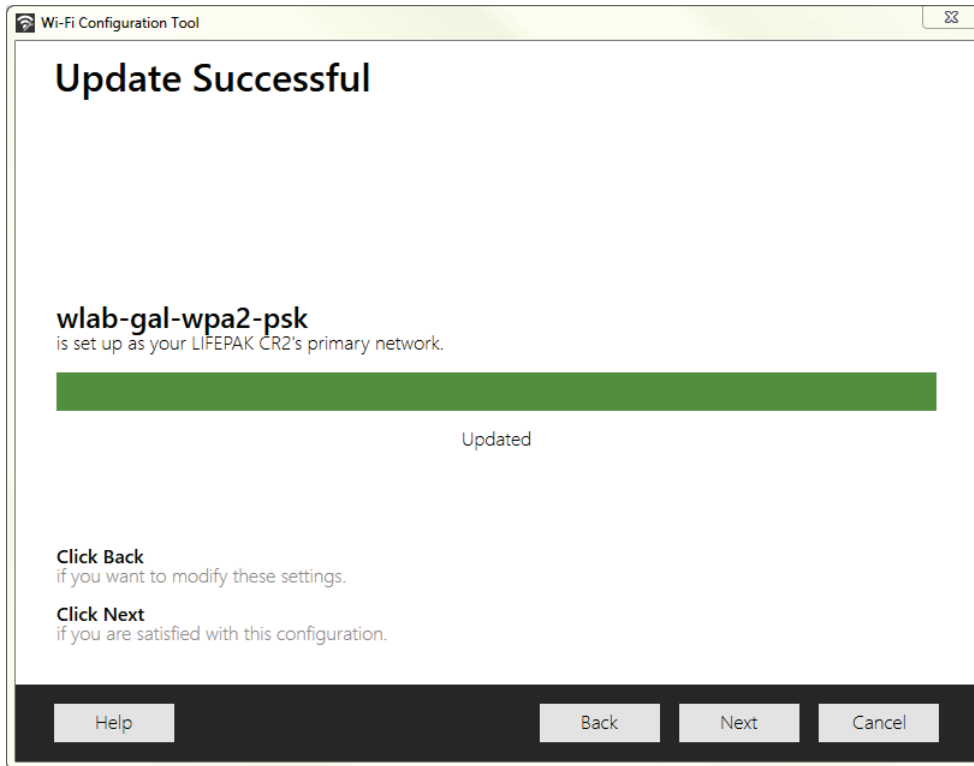 Wi-Fi Configuration Tool
Update Successful
wlab-gal-wpa2-psk
is set up as your LIFEPAK CR2's primary network.
Updated
Click Back
if you want to modify these settings.
Click Next
if you are satisfied with this configuration.
Help Back Next Cancel